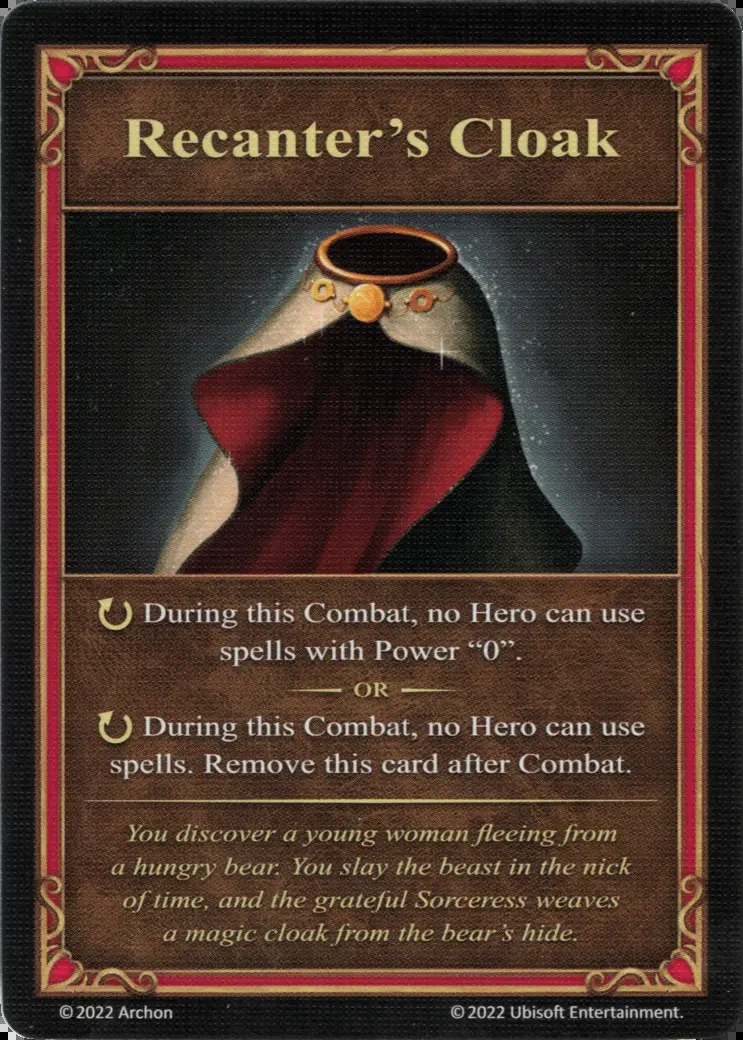 Recanter’s Cloak
During this Combat, no Hero can use
spells with Power “0”.
OR
During this Combat, no Hero can use
spells. Remove this card after Combat.
You discover a young woman fleeing from
a hungry bear. You slay the beast in the nick
of time, and the grateful Sorceress weaves
a magic cloak from the bear’s hide.
© 2022 Archon
© 2022 Ubisoft Entertainment.